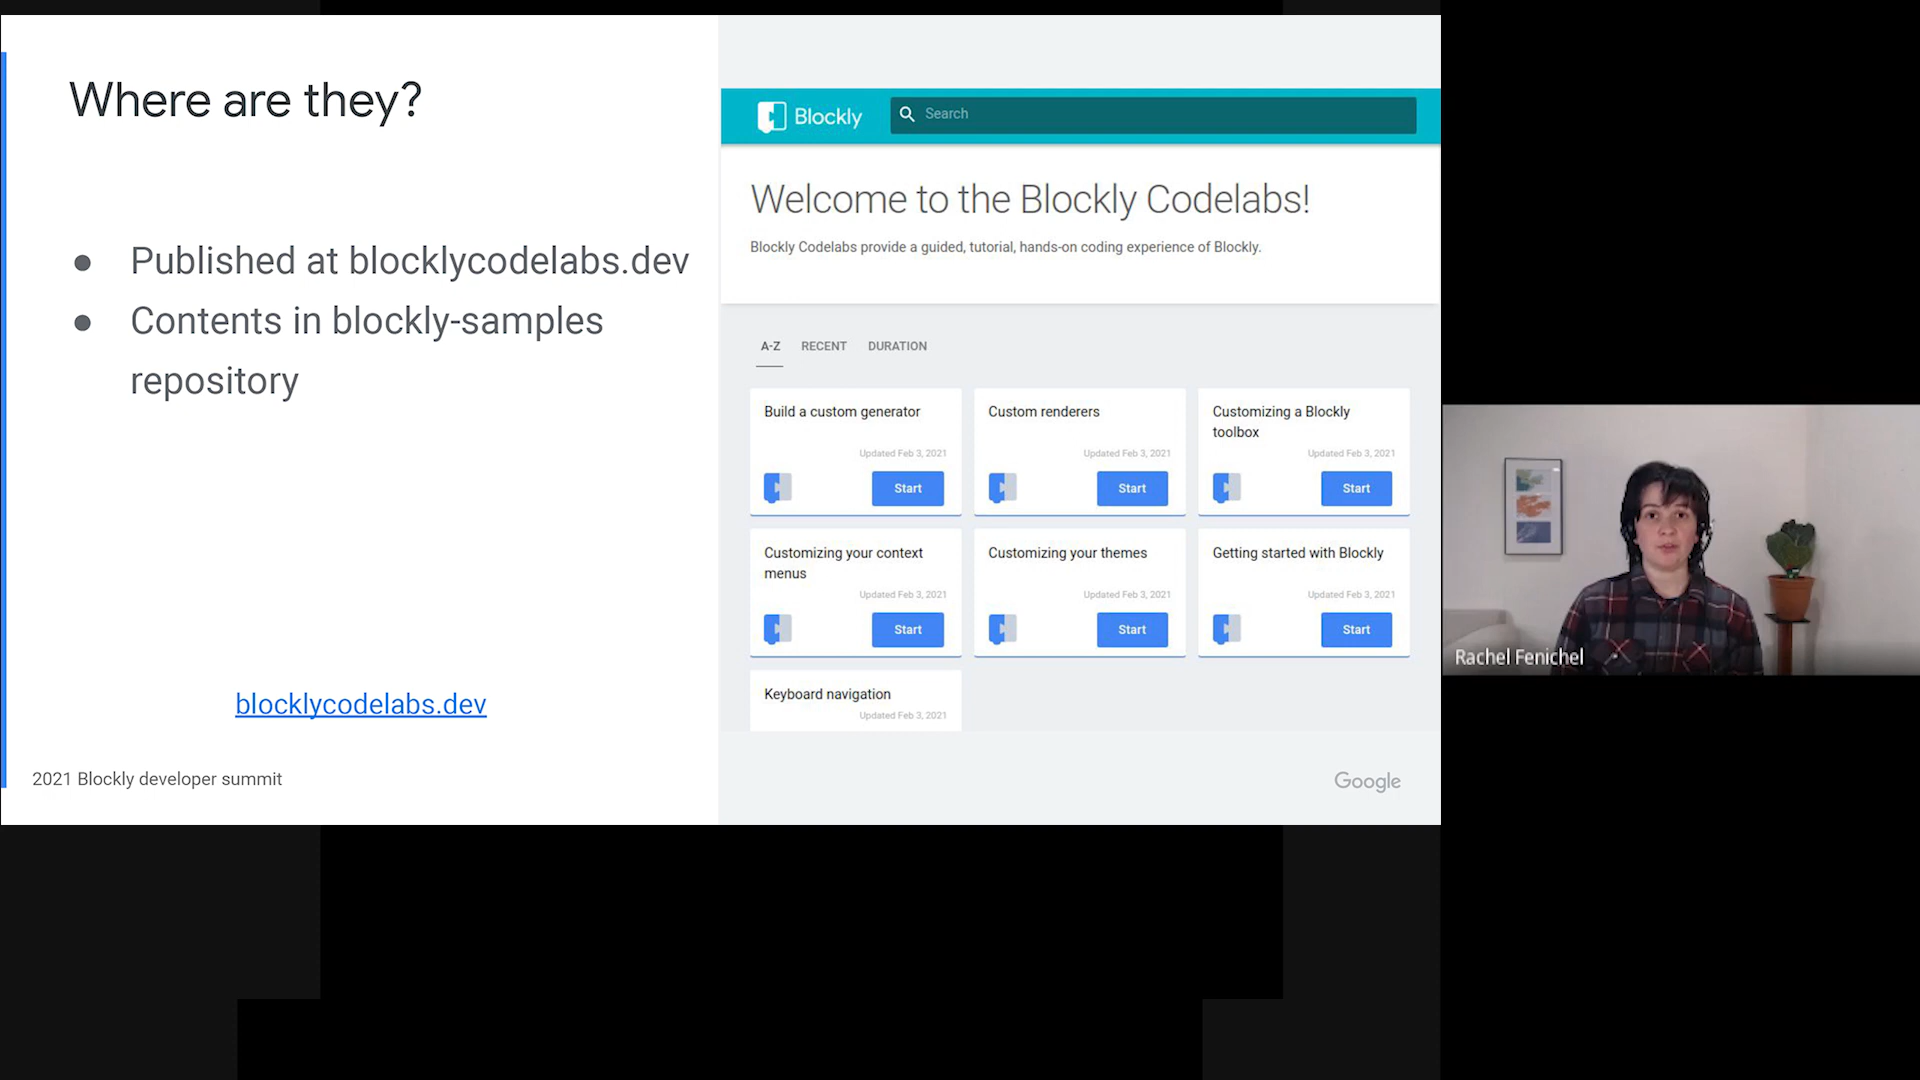 Where are they?
● Published at blocklycodelabs.dev
● Contents in blockly-samples
repository
blocklycodelabs.dev
2021 Blockly developer summit
Blockly
Search
Welcome to the Blockly Codelabs!
Blockly Codelabs provide a guided, tutorial, hands-on coding experience of Blockly.
A-Z RECENT DURATION
Build a custom generator
Updated Feb 3, 2021
Start
Custom renderers
Updated Feb 3, 2021
Start
Customizing a Blockly
toolbox
Updated Feb 3, 2021
Start
Customizing your context
menus
Updated Feb 3, 2021
Start
Customizing your themes
Updated Feb 3, 2021
Start
Getting started with Blockly
Updated Feb 3, 2021
Start
Keyboard navigation
Updated Feb 3, 2021
Google
Rachel Fenichel